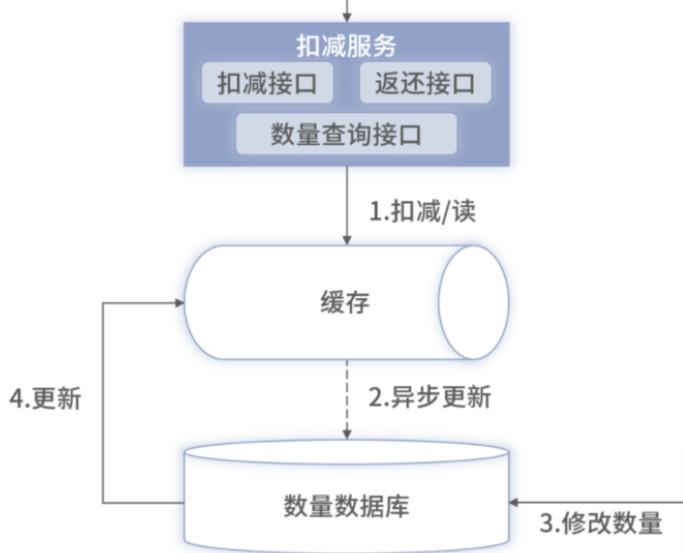 扣减服务
扣减接口
返还接口
数量查询接口
1.扣减/读
缓存
4.更新
2.异步更新
数量数据库
3.修改数量